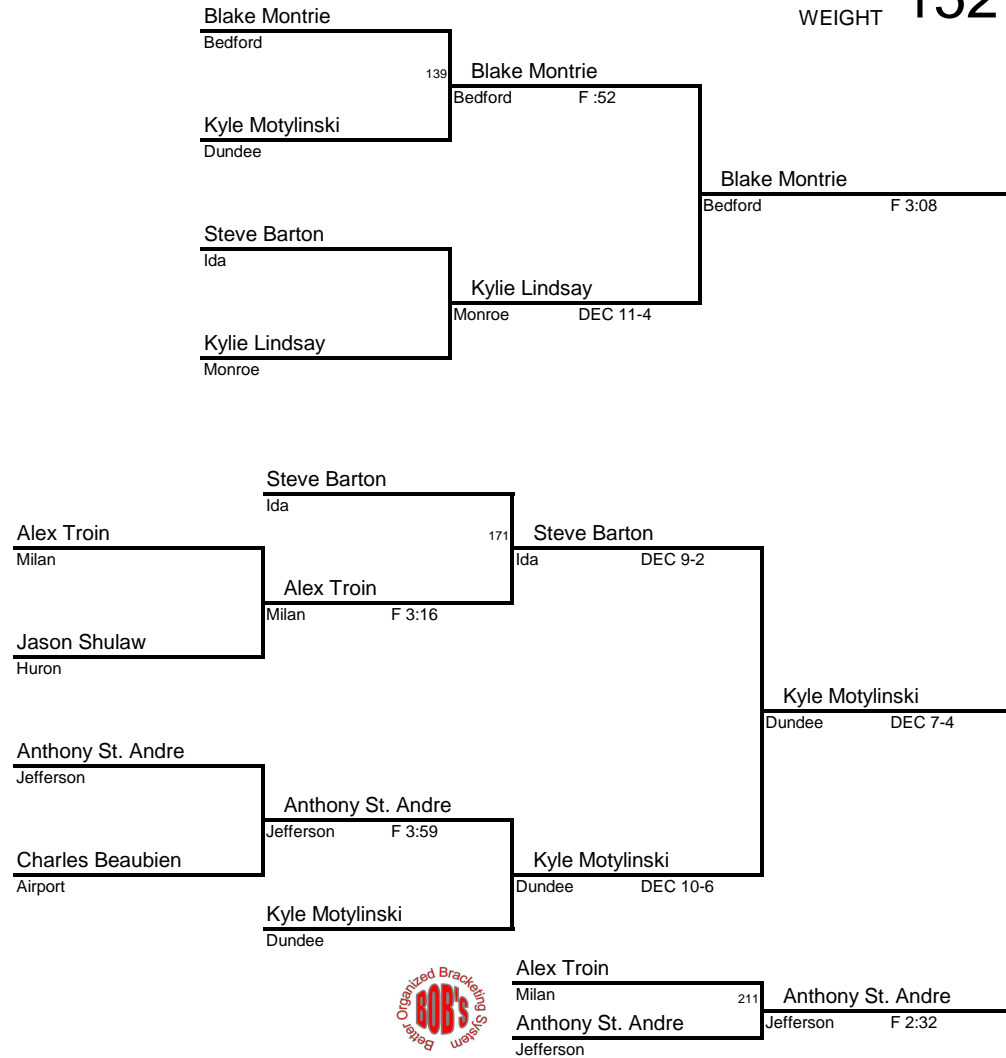 Blake Montrie
WEIGHT 152
Bedford
139 Blake Montrie
Bedford F :52
Kyle Motylinski
Dundee
Blake Montrie
Bedford F 3:08
Steve Barton
Ida
Kylie Lindsay
Monroe DEC 11-4
Kylie Lindsay
Monroe
Steve Barton
Ida
Alex Troin
171 Steve Barton
Milan
Ida DEC 9-2
Alex Troin
Milan F 3:16
Jason Shulaw
Huron
Kyle Motylinski
Dundee DEC 7-4
Anthony St. Andre
Jefferson
Anthony St. Andre
Jefferson F 3:59
Charles Beaubien
Kyle Motylinski
Airport
Dundee DEC 10-6
Kyle Motylinski
Dundee
Better Organized Bracketing System
BOB'S
Alex Troin
Milan
211 Anthony St. Andre
Jefferson F 2:32
Anthony St. Andre
Jefferson